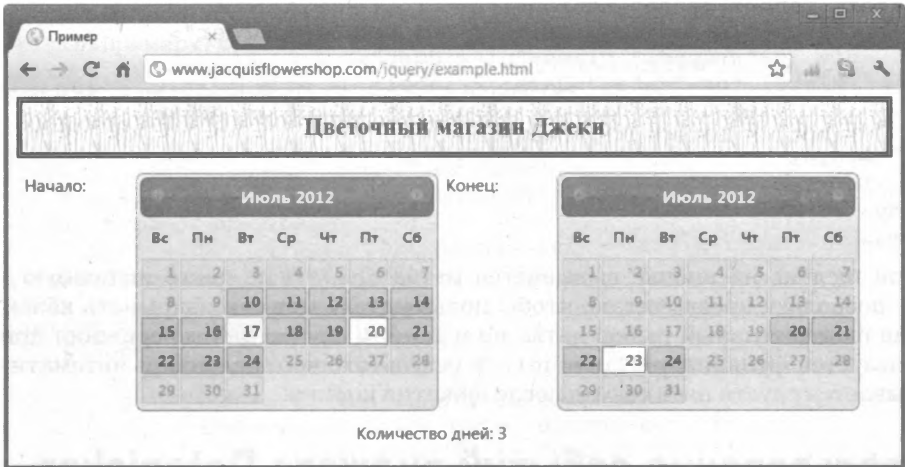 Пример
www.jacquisflowershop.com/jquery/example.html
Цветочный магазин Джеки
Начало:
Июль 2012
Вс Пн Вт Ср Чт Пт Сб
1 2 3 4 5 6 7
8 9 10 11 12 13 14
15 16 17 18 19 20 21
22 23 24 25 26 27 28
29 30 31
Конец:
Июль 2012
Вс Пн Вт Ср Чт Пт Сб
1 2 3 4 5 6 7
8 9 10 11 12 13 14
15 16 17 18 19 20 21
22 23 24 25 26 27 28
29 30 31
Количество дней: 3